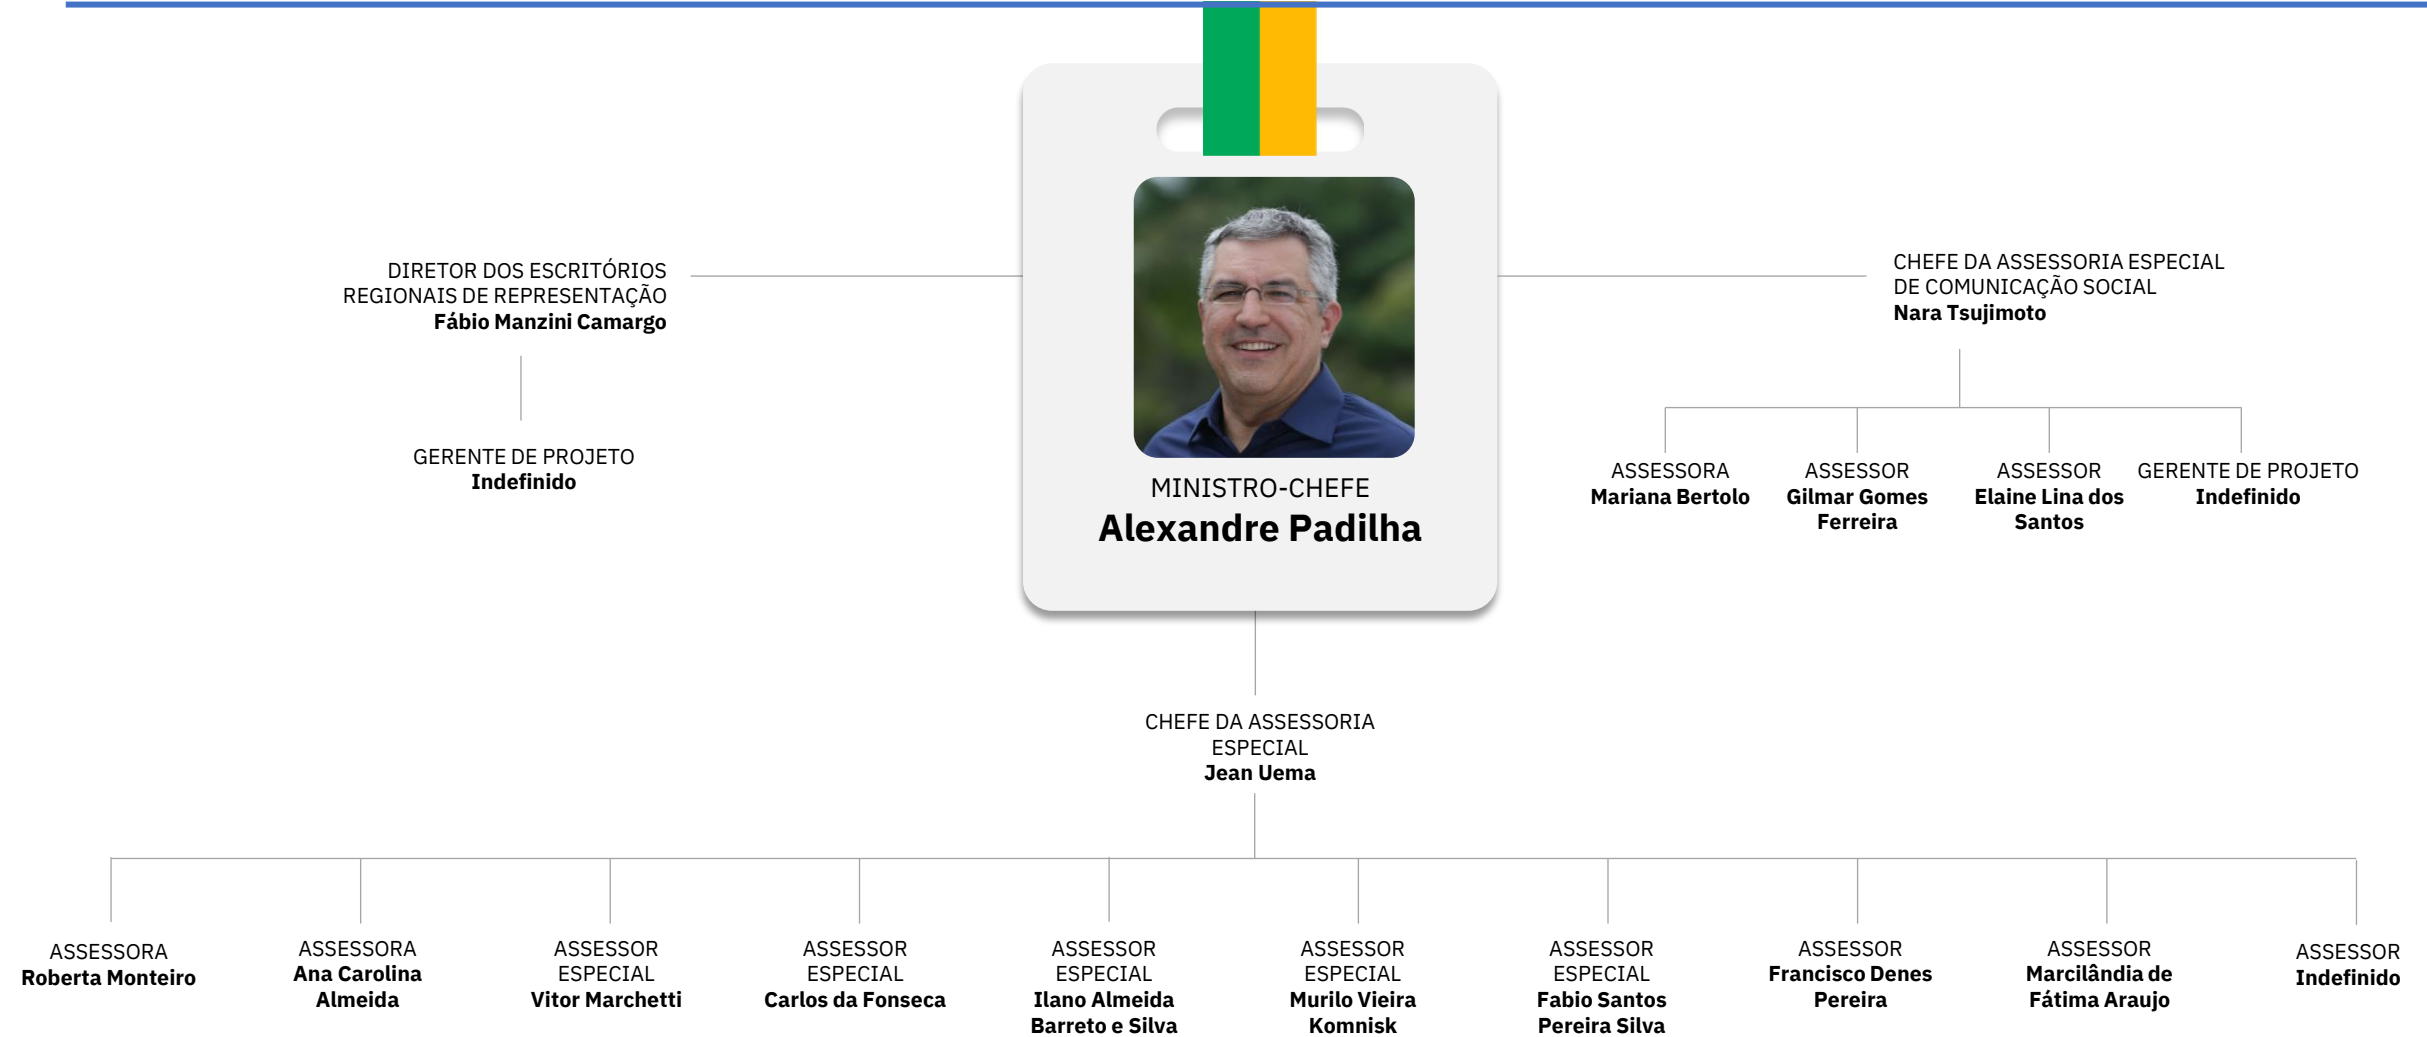 DIRETOR DOS ESCRITÓRIOS
REGIONAIS DE REPRESENTAÇÃO
Fábio Manzini Camargo
GERENTE DE PROJETO
Indefinido
MINISTRO-CHEFE
Alexandre Padilha
CHEFE DA ASSESSORIA ESPECIAL
DE COMUNICAÇÃO SOCIAL
Nara Tsujimoto
ASSESSORA
Mariana Bertolo
ASSESSOR
Gilmar Gomes
Ferreira
ASSESSOR
Elaine Lina dos
Santos
GERENTE DE PROJETO
Indefinido
CHEFE DA ASSESSORIA
ESPECIAL
Jean Uema
ASSESSORA
Roberta Monteiro
ASSESSORA
Ana Carolina
Almeida
ASSESSOR
ESPECIAL
Vitor Marchetti
ASSESSOR
ESPECIAL
Carlos da Fonseca
ASSESSOR
ESPECIAL
Ilano Almeida
Barreto e Silva
ASSESSOR
ESPECIAL
Murilo Vieira
Komnisk
ASSESSOR
ESPECIAL
Fabio Santos
Pereira Silva
ASSESSOR
Francisco Denes
Pereira
ASSESSOR
Marcilândia de
Fátima Araujo
ASSESSOR
Indefinido